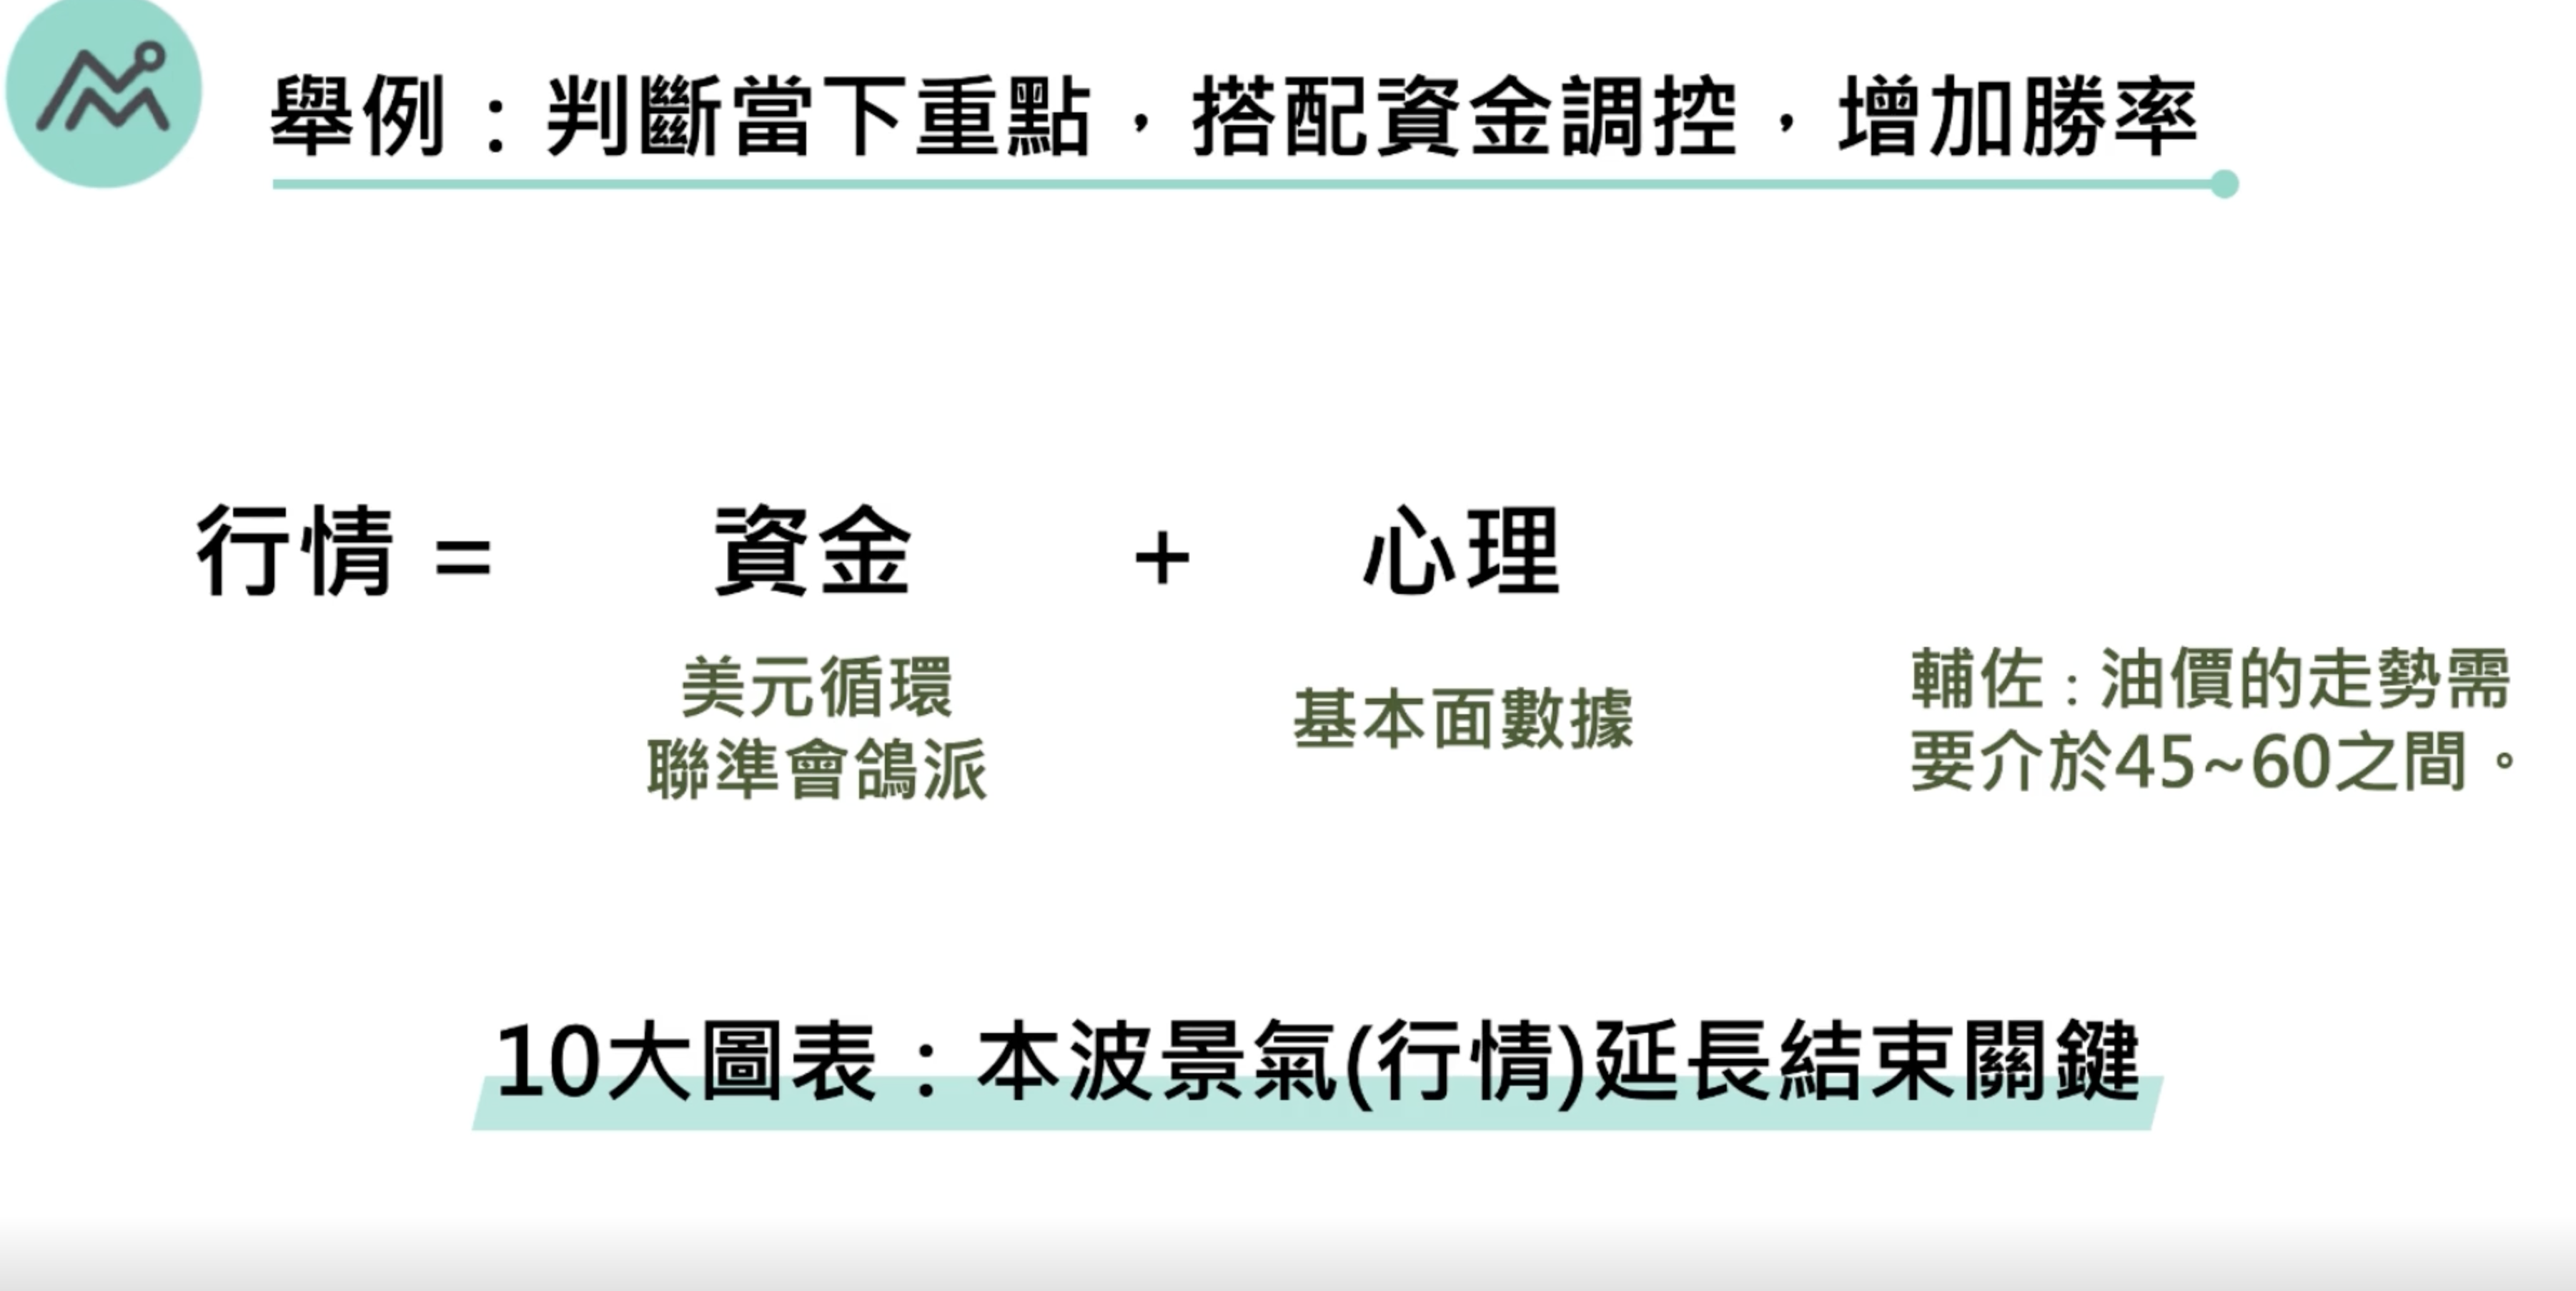 舉例：判斷當下重點，搭配資金調控，增加勝率
行情 = 資金 + 心理
美元循環
聯準會鴿派
基本面數據
輔佐：油價的走勢需
要介於45~60之間。
10大圖表：本波景氣(行情)延長結束關鍵